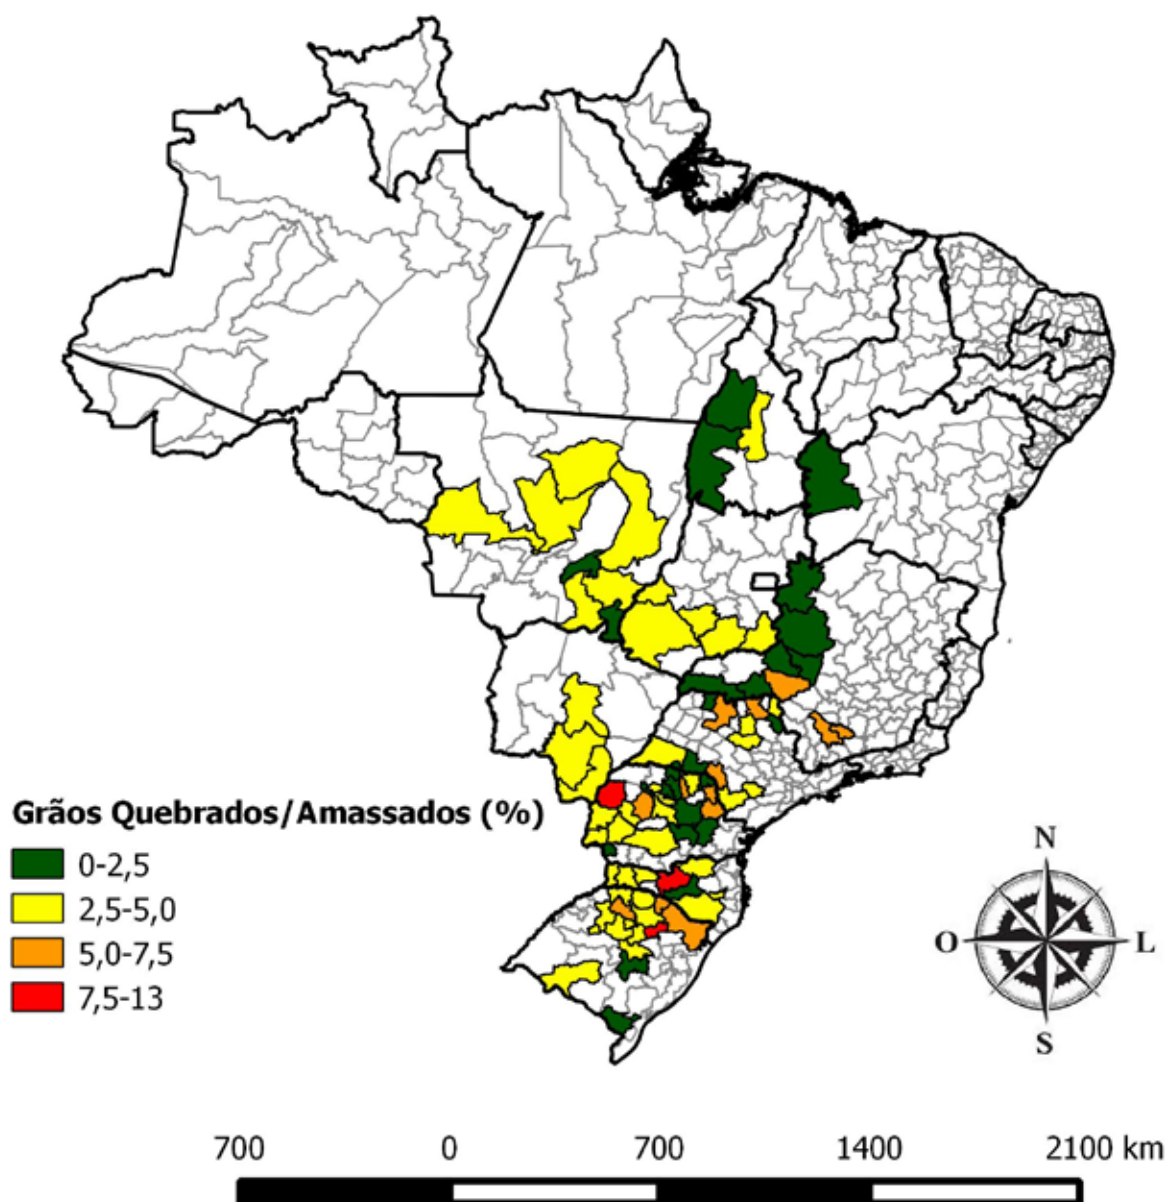 Grãos Quebrados/Amassados (%)
0-2,5
2,5-5,0
5,0-7,5
7,5-13
N
O
L
S
700 0 700 1400 2100 km